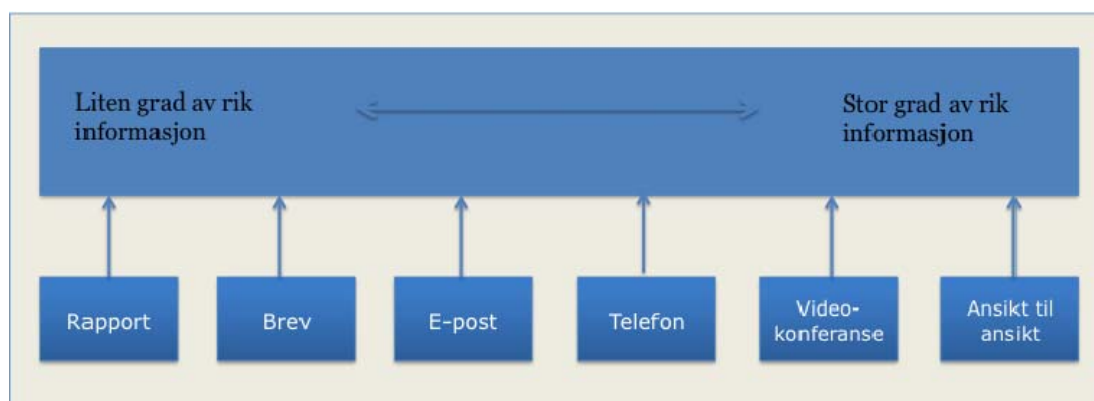 Liten grad av rik
informasjon
Stor grad av rik
informasjon
Rapport
Brev
E-post
Telefon
Video-
konferanse
Ansikt til
ansikt